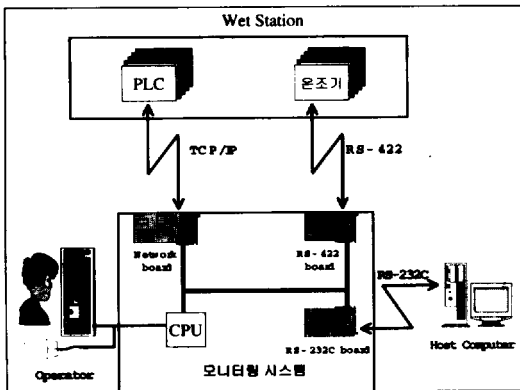 Wet Station
PLC
온조기
TCP/IP
RS-422
Network
board
RS-422
board
RS-232C
CPU
RS-232C board
Host Computer
Operator
모니터링 시스템